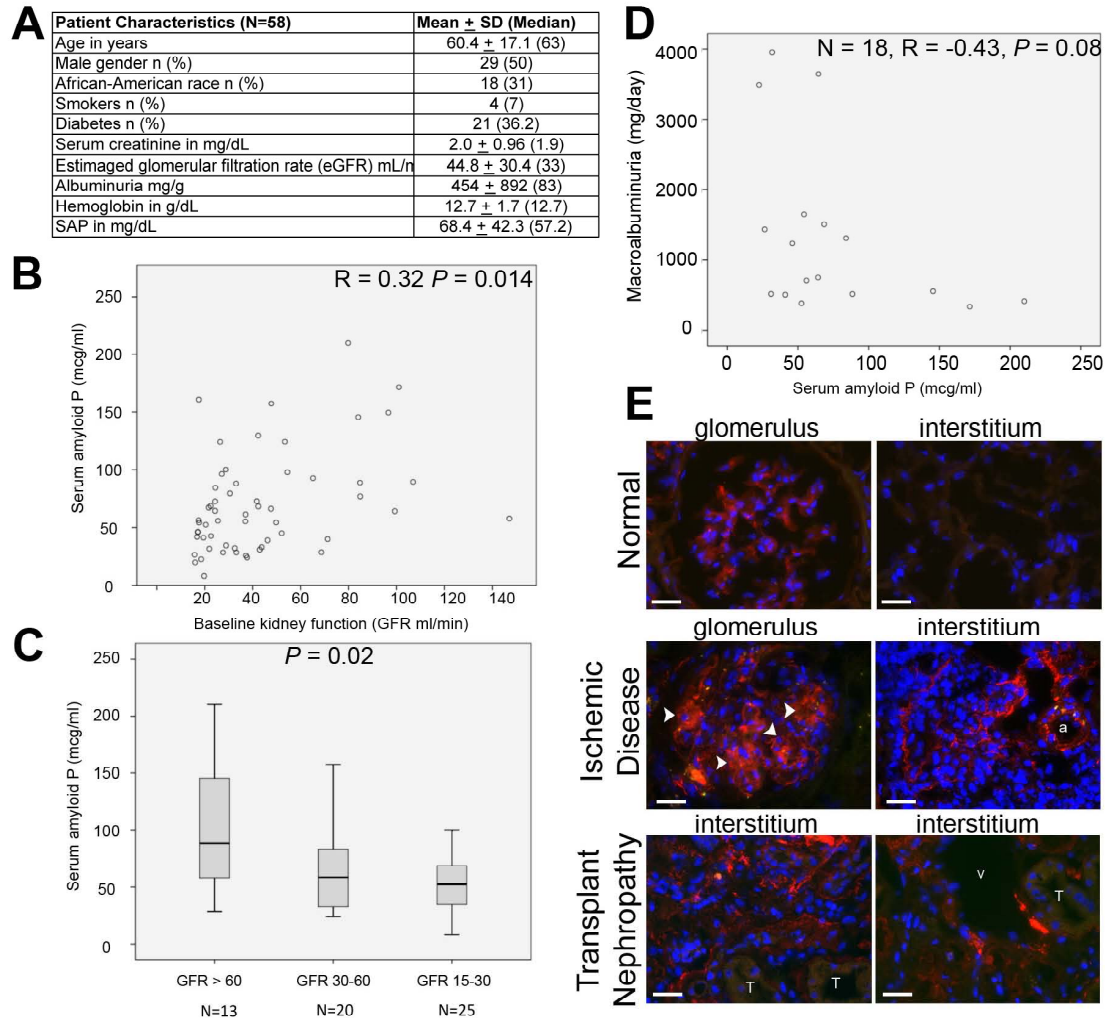 A
Patient Characteristics (N=58) Mean ± SD (Median)
Age in years 60.4 ± 17.1 (63)
Male gender n (%) 29 (50)
African-American race n (%) 18 (31)
Smokers n (%) 4 (7)
Diabetes n (%) 21 (36.2)
Serum creatinine in mg/dL 2.0 ± 0.96 (1.9)
Estimaged glomerular filtration rate (eGFR) mL/n 44.8 ± 30.4 (33)
Albuminuria mg/g 454 ± 892 (83)
Hemoglobin in g/dL 12.7 ± 1.7 (12.7)
SAP in mg/dL 68.4 ± 42.3 (57.2)
B
R = 0.32 P = 0.014
Serum amyloid P (mcg/ml)
250
200
150
100
50
0
20 40 60 80 100 120 140
Baseline kidney function (GFR ml/min)
C
P = 0.02
Serum amyloid P (mcg/ml)
250
200
150
100
50
0
GFR > 60 GFR 30-60 GFR 15-30
N=13 N=20 N=25
D
N = 18, R = -0.43, P = 0.08
Macroalbuminuria (mg/day)
4000
3000
2000
1000
0
0 50 100 150 200 250
Serum amyloid P (mcg/ml)
E
glomerulus interstitium
Normal
glomerulus interstitium
Ischemic
Disease
a
interstitium interstitium
Transplant
Nephropathy
v
T
T T